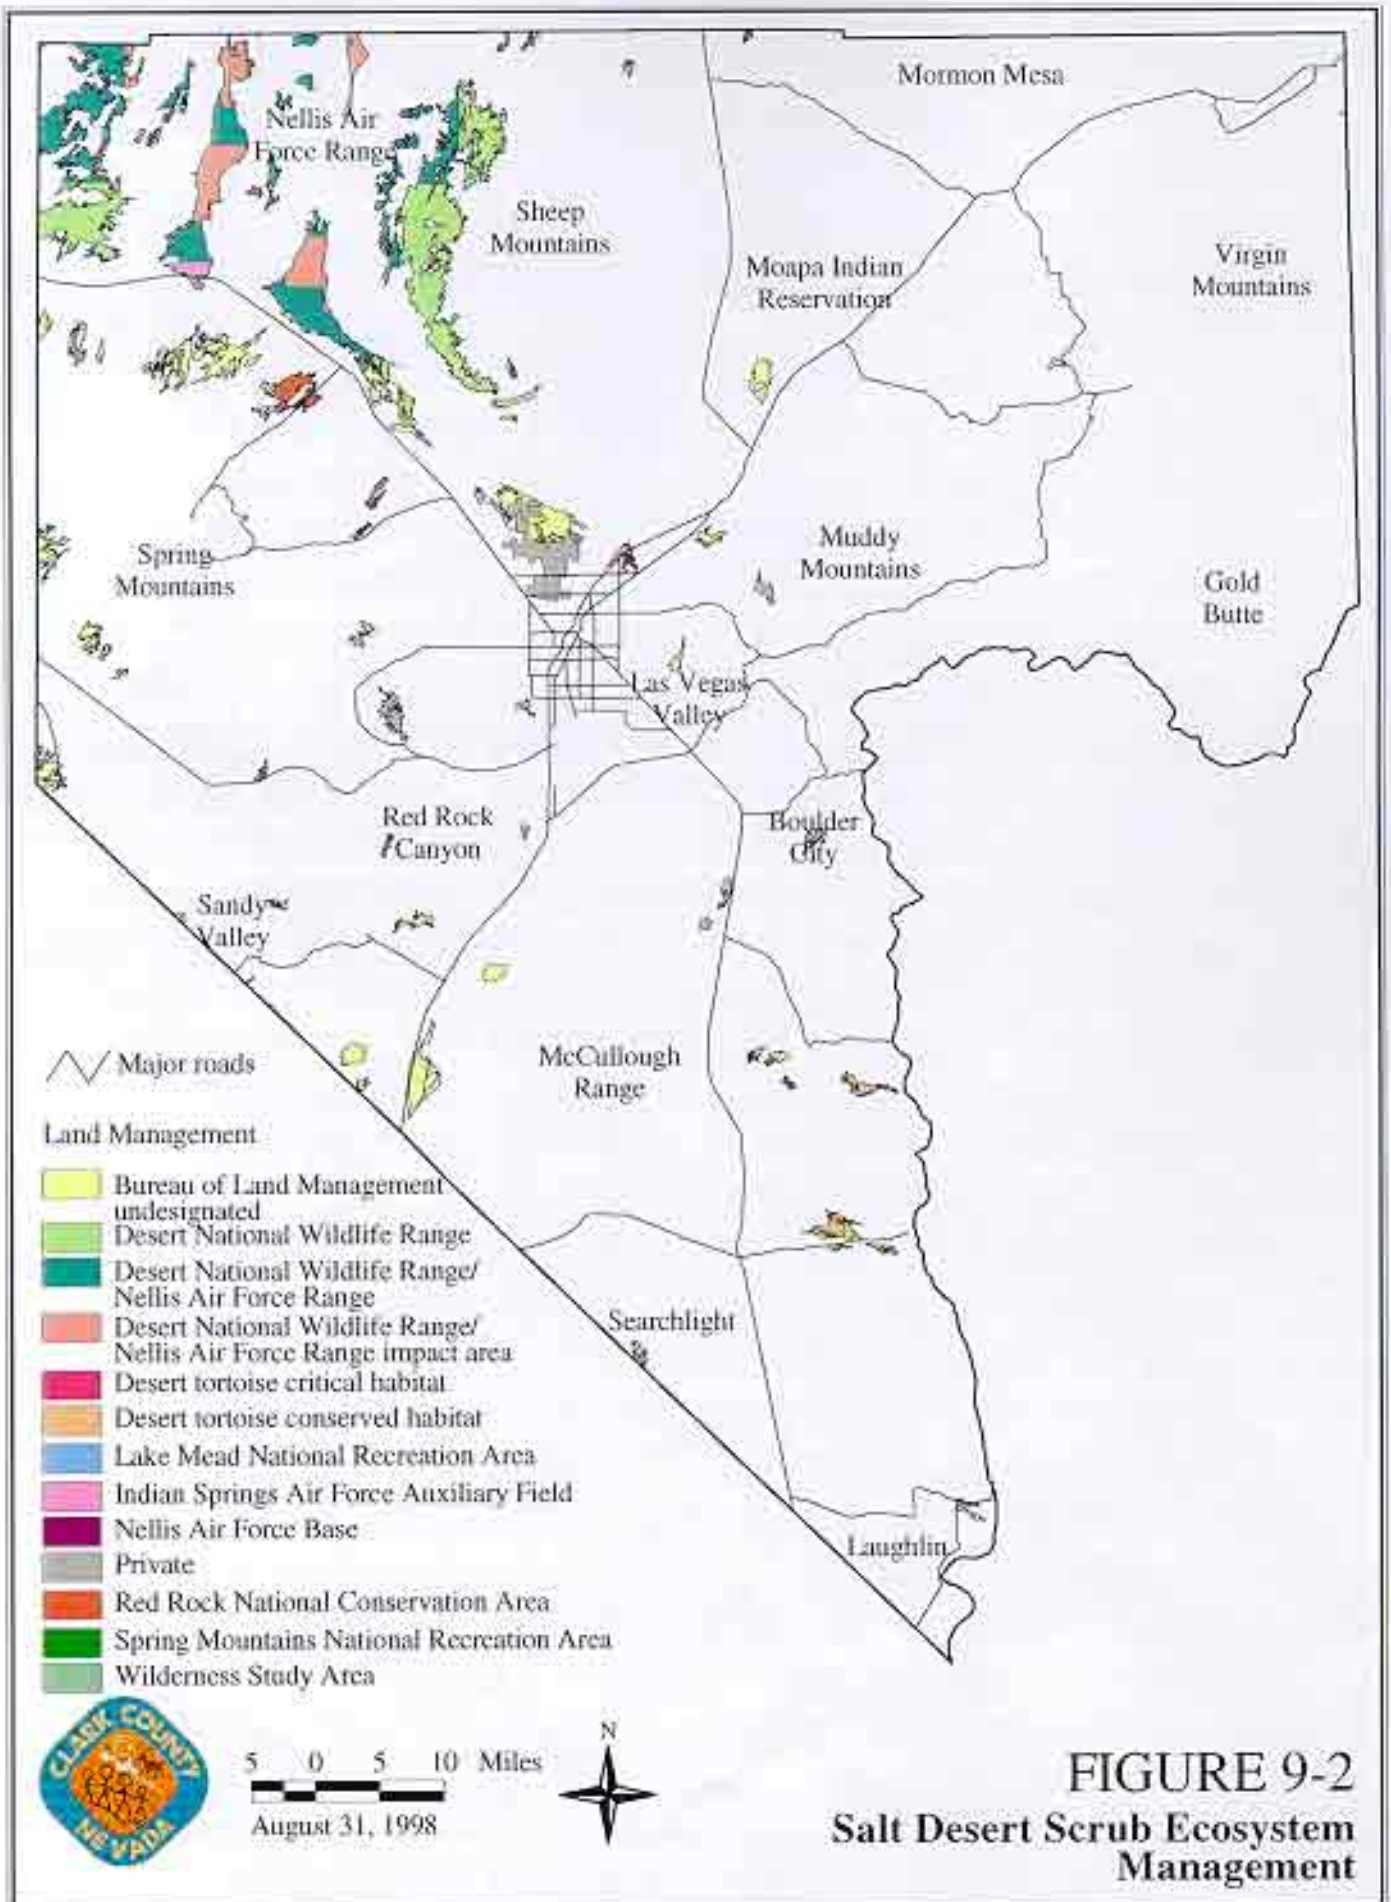 Mormon Mesa
Nellis Air
Force Range
Sheep
Mountains
Virgin
Mountains
Moapa Indian
Reservation
Spring
Mountains
Muddy
Mountains
Gold
Butte
Las Vegas
Valley
Red Rock
Canyon
Boulder
City
Sandy
Valley
McCullough
Range
Searchlight
Laughlin
Major roads
Land Management
Bureau of Land Management
undesignated
Desert National Wildlife Range
Desert National Wildlife Range/
Nellis Air Force Range
Desert National Wildlife Range/
Nellis Air Force Range impact area
Desert tortoise critical habitat
Desert tortoise conserved habitat
Lake Mead National Recreation Area
Indian Springs Air Force Auxiliary Field
Nellis Air Force Base
Private
Red Rock National Conservation Area
Spring Mountains National Recreation Area
Wilderness Study Area
CLARK COUNTY
NEVADA
5 0 5 10 Miles
August 31, 1998
N
FIGURE 9-2
Salt Desert Scrub Ecosystem
Management